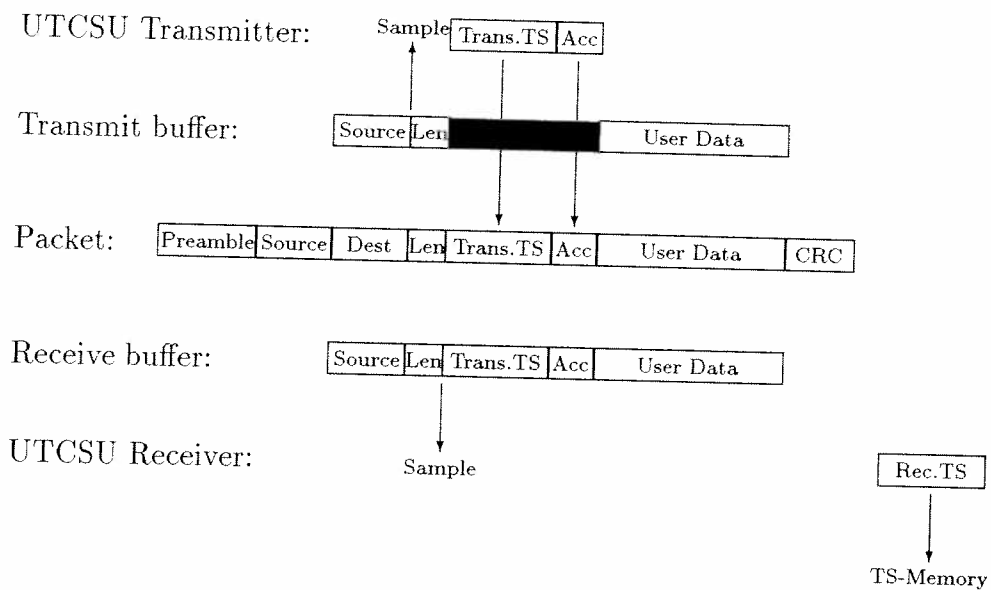 UTCSU Transmitter: Sample Trans.TS Acc
Transmit buffer: Source Len User Data
Packet: Preamble Source Dest Len Trans.TS Acc User Data CRC
Receive buffer: Source Len Trans.TS Acc User Data
UTCSU Receiver: Sample Rec.TS
TS-Memory